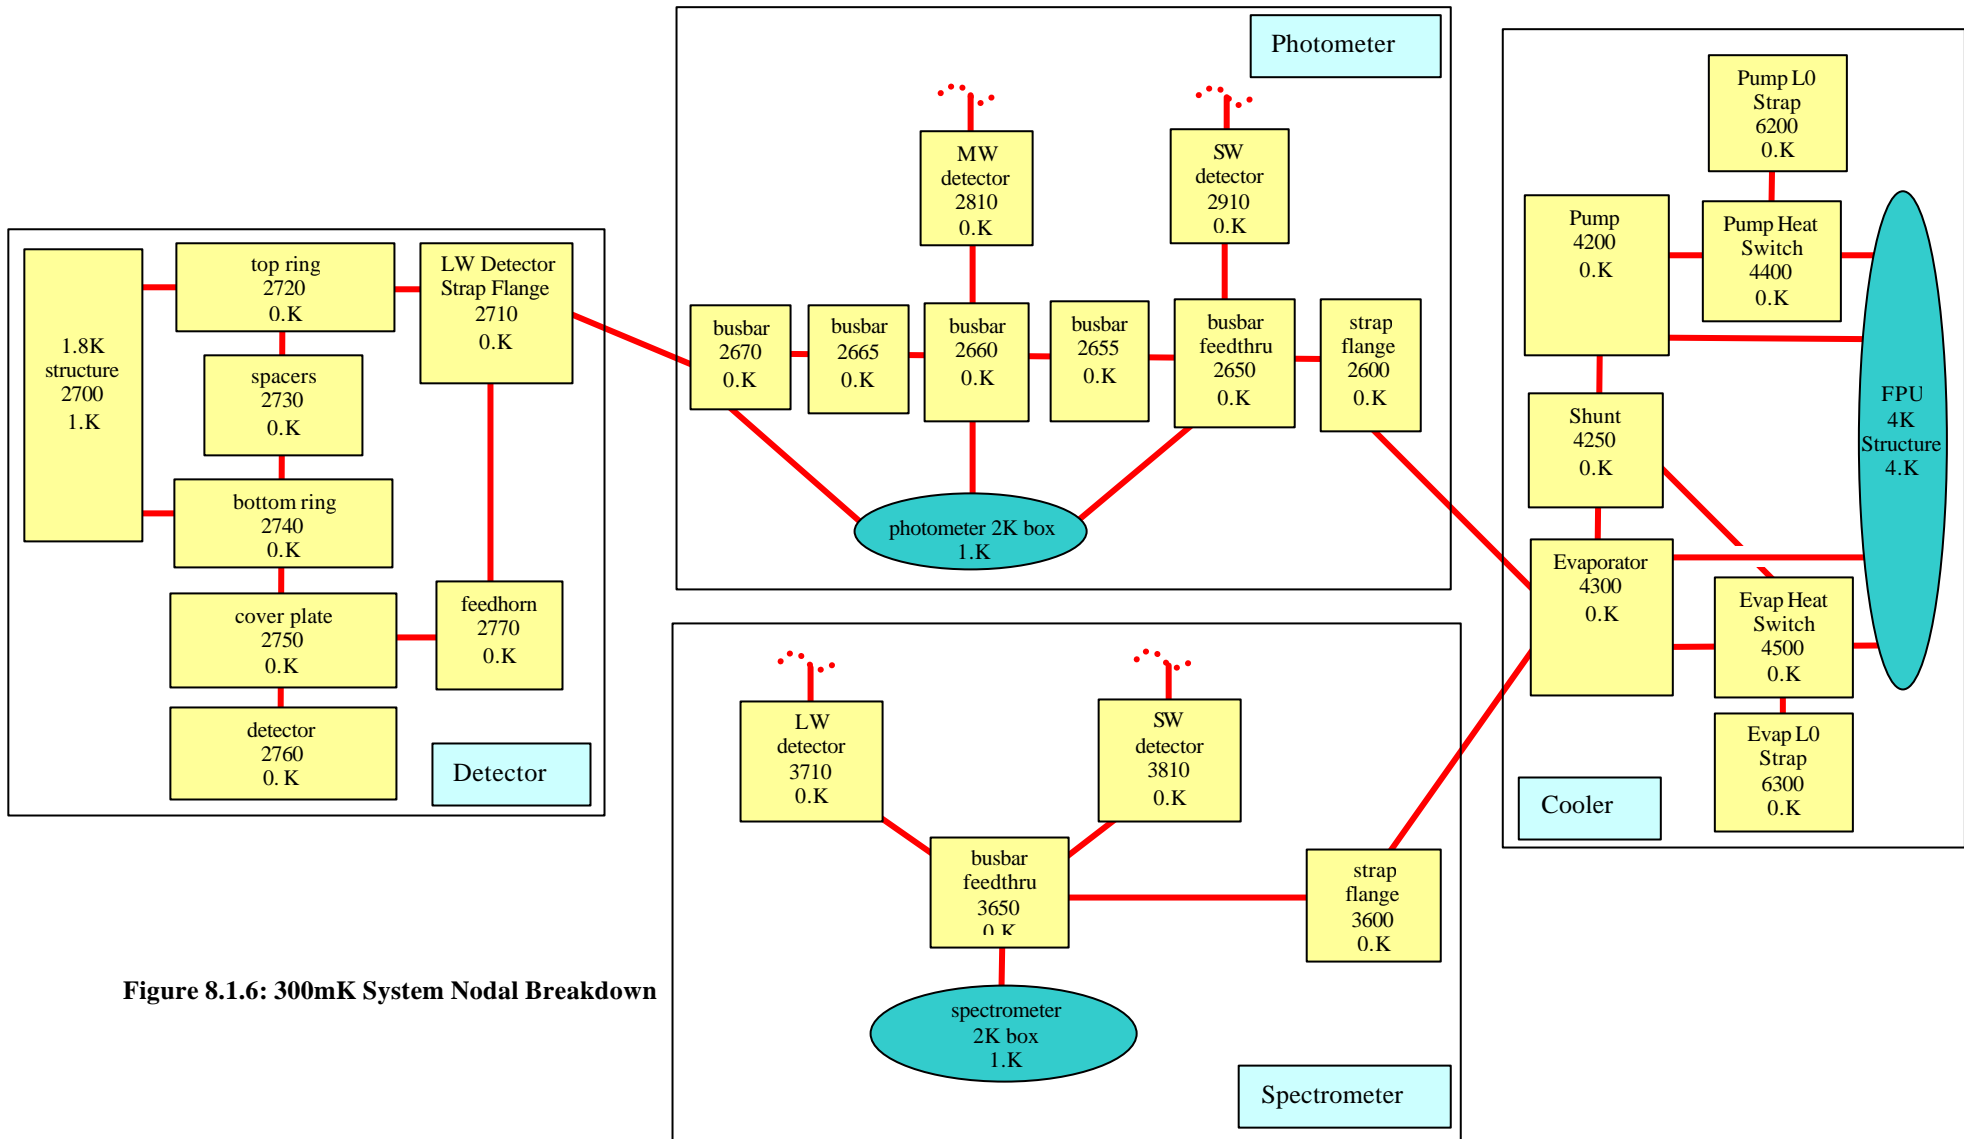 Photometer
MW
detector
2810
0.K
SW
detector
2910
0.K
busbar
2670
0.K
busbar
2665
0.K
busbar
2660
0.K
busbar
2655
0.K
busbar
feedthru
2650
0.K
strap
flange
2600
0.K
photometer 2K box
1.K
1.8K
structure
2700
1.K
top ring
2720
0.K
LW Detector
Strap Flange
2710
0.K
spacers
2730
0.K
bottom ring
2740
0.K
cover plate
2750
0.K
feedhorn
2770
0.K
detector
2760
0. K
Detector
Pump L0
Strap
6200
0.K
Pump
4200
0.K
Pump Heat
Switch
4400
0.K
Shunt
4250
0.K
FPU
4K
Structure
4.K
Evaporator
4300
0.K
Evap Heat
Switch
4500
0.K
Evap L0
Strap
6300
0.K
Cooler
LW
detector
3710
0.K
SW
detector
3810
0.K
busbar
feedthru
3650
0.K
strap
flange
3600
0.K
spectrometer
2K box
1.K
Spectrometer
Figure 8.1.6: 300mK System Nodal Breakdown